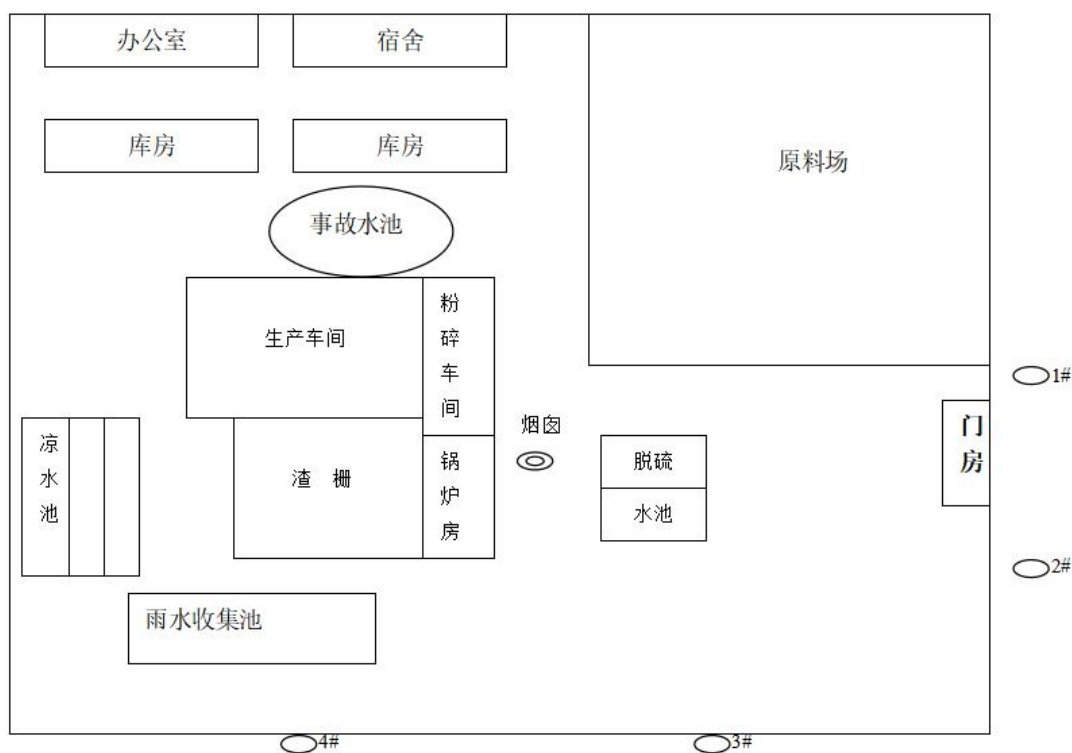 办公室
宿舍
库房
库房
原料场
事故水池
生产车间
粉碎车间
1#
门房
烟囱
凉水池
渣 栅
锅炉房
脱硫
水池
2#
雨水收集池
4#
3#